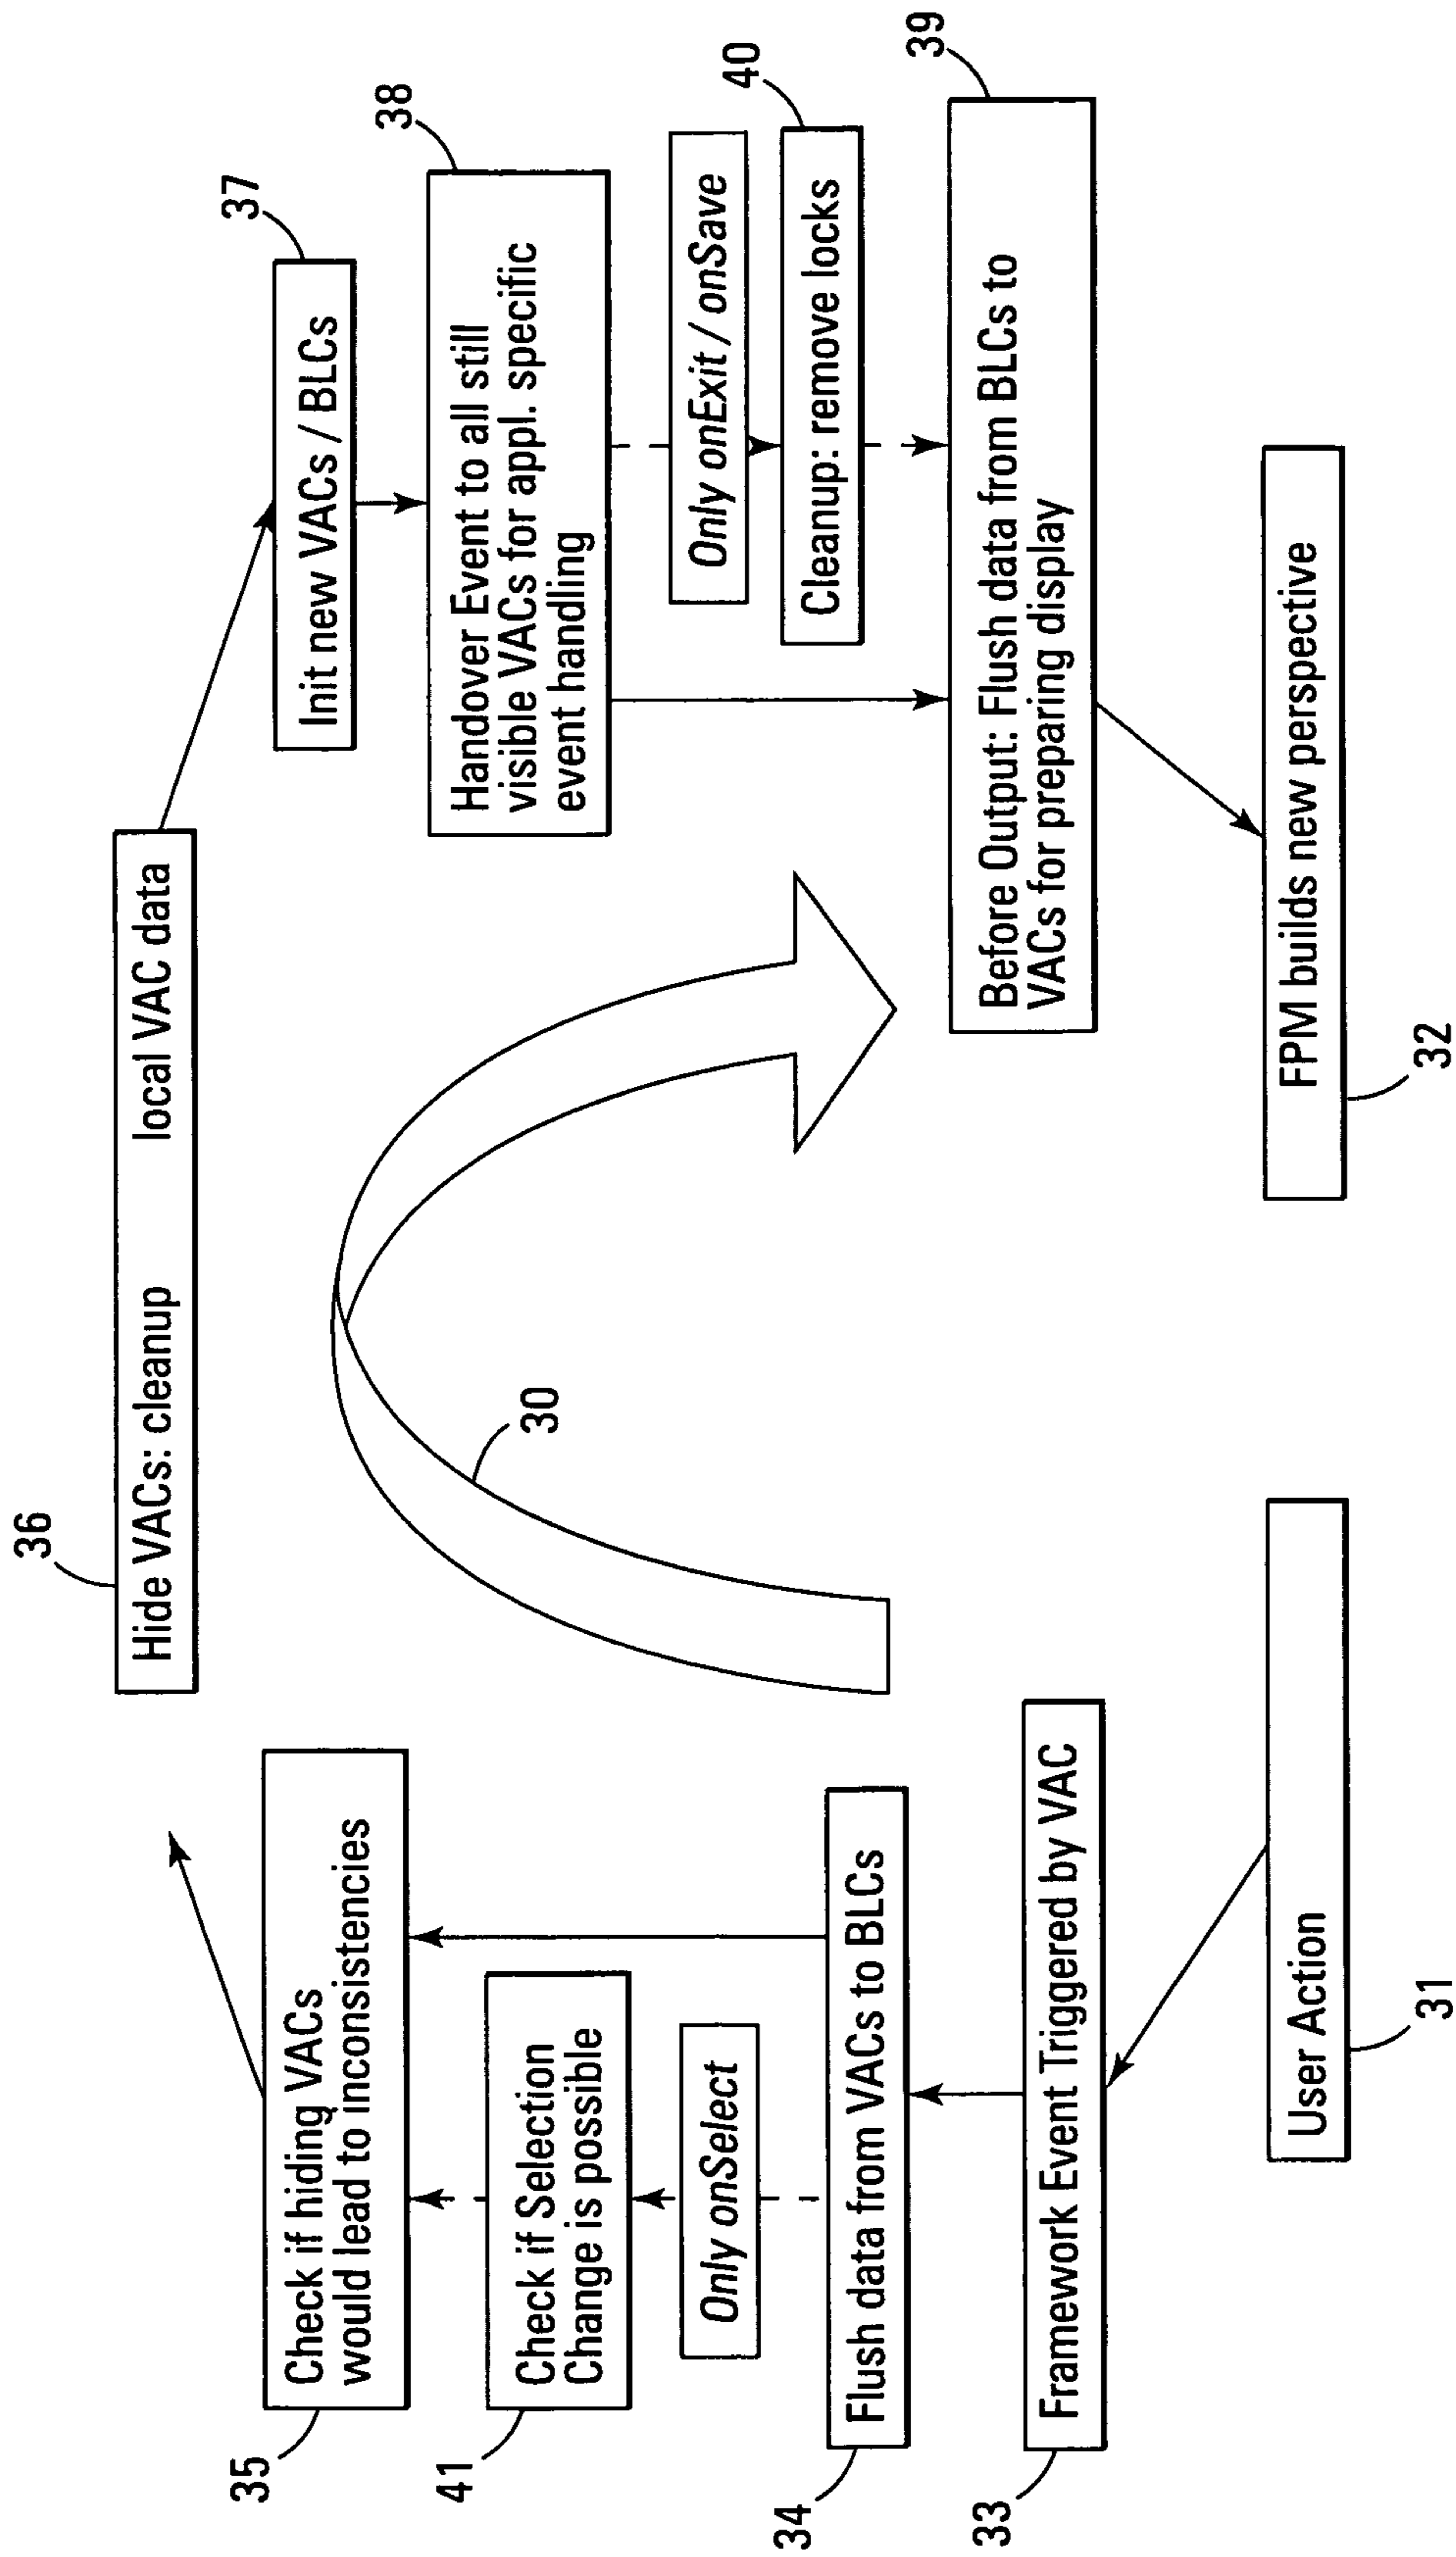 36
Hide VACs: cleanup local VAC data
37
Init new VACs / BLCs
35
Check if hiding VACs
would lead to inconsistencies
38
Handover Event to all still
visible VACs for appl. specific
event handling
41
Check if Selection
Change is possible
30
Only onExit / onSave
Only onSelect
40
Cleanup: remove locks
34
Flush data from VACs to BLCs
39
Before Output: Flush data from BLCs to
VACs for preparing display
33
Framework Event Triggered by VAC
31
User Action
FPM builds new perspective
32